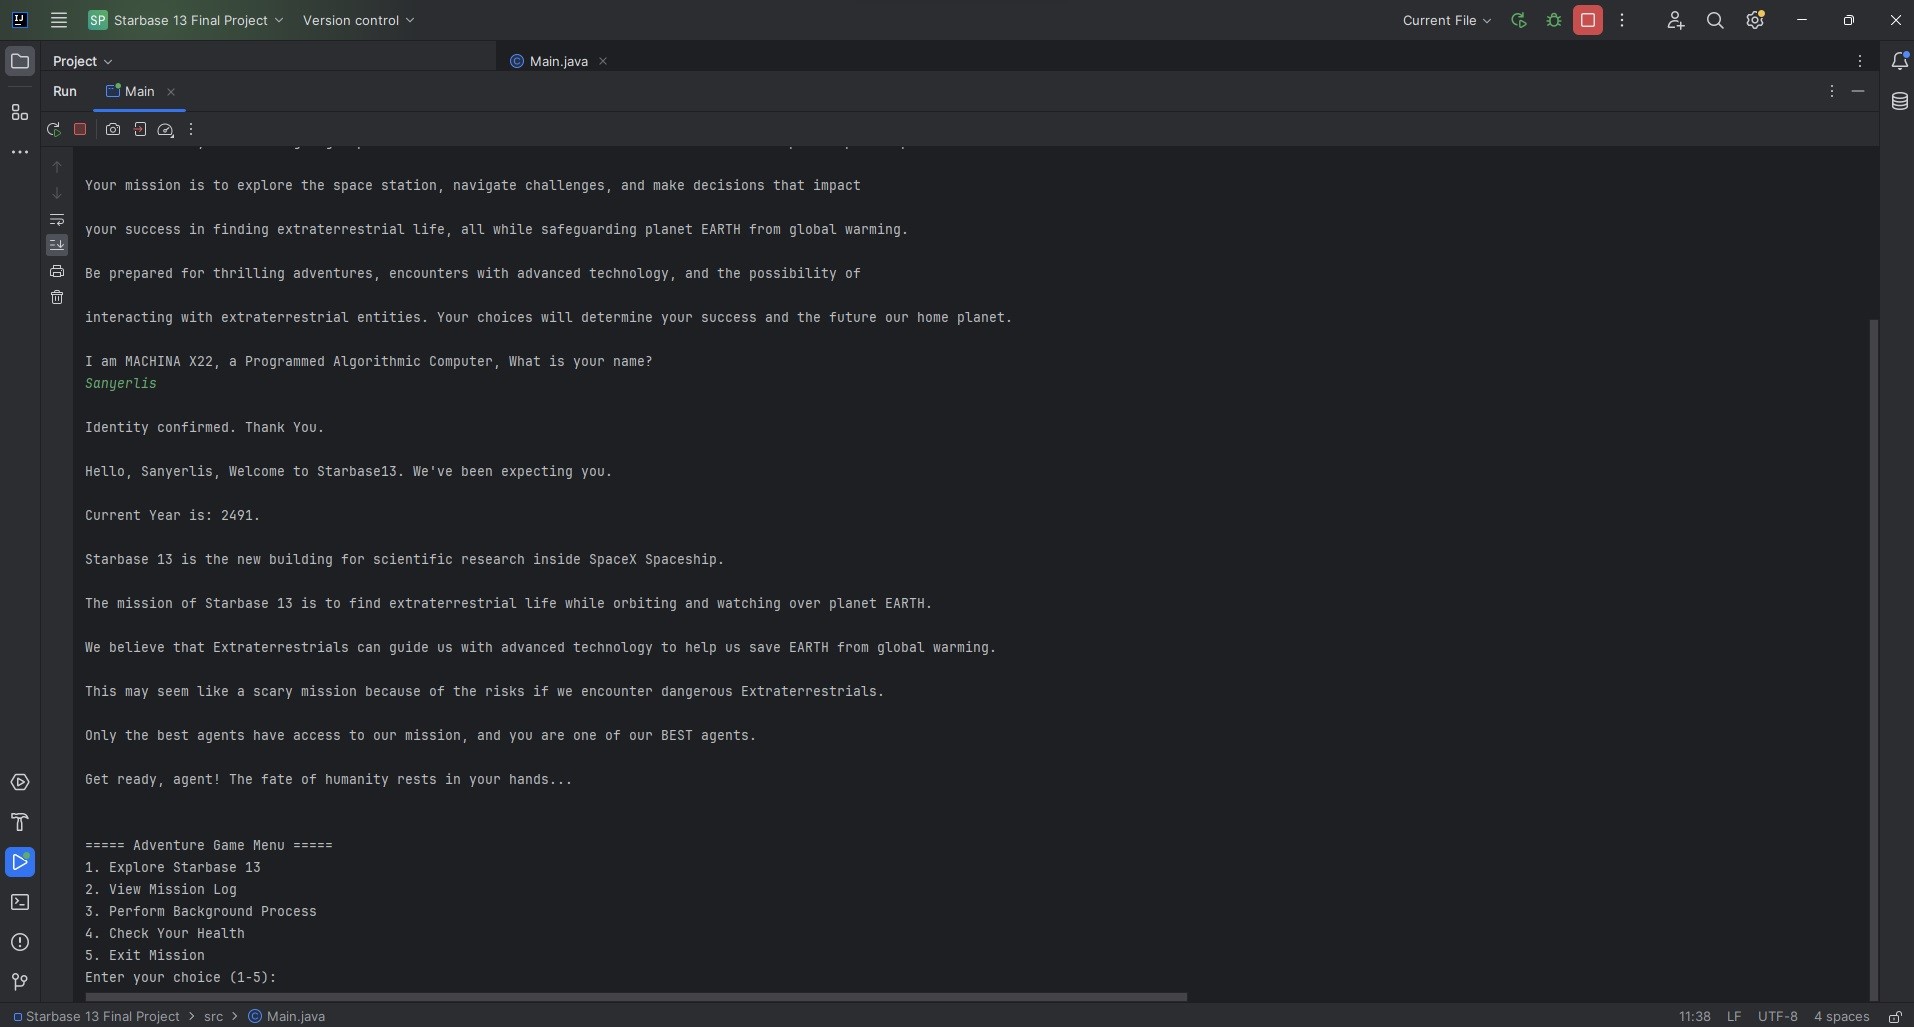 SP Starbase 13 Final Project Version control Current File
Project Main.java
Run Main
Your mission is to explore the space station, navigate challenges, and make decisions that impact
your success in finding extraterrestrial life, all while safeguarding planet EARTH from global warming.
Be prepared for thrilling adventures, encounters with advanced technology, and the possibility of
interacting with extraterrestrial entities. Your choices will determine your success and the future our home planet.
I am MACHINA X22, a Programmed Algorithmic Computer, What is your name?
Sanyerlis
Identity confirmed. Thank You.
Hello, Sanyerlis, Welcome to Starbase13. We've been expecting you.
Current Year is: 2491.
Starbase 13 is the new building for scientific research inside SpaceX Spaceship.
The mission of Starbase 13 is to find extraterrestrial life while orbiting and watching over planet EARTH.
We believe that Extraterrestrials can guide us with advanced technology to help us save EARTH from global warming.
This may seem like a scary mission because of the risks if we encounter dangerous Extraterrestrials.
Only the best agents have access to our mission, and you are one of our BEST agents.
Get ready, agent! The fate of humanity rests in your hands...
===== Adventure Game Menu =====
1. Explore Starbase 13
2. View Mission Log
3. Perform Background Process
4. Check Your Health
5. Exit Mission
Enter your choice (1-5):
Starbase 13 Final Project > src > Main.java 11:38 LF UTF-8 4 spaces